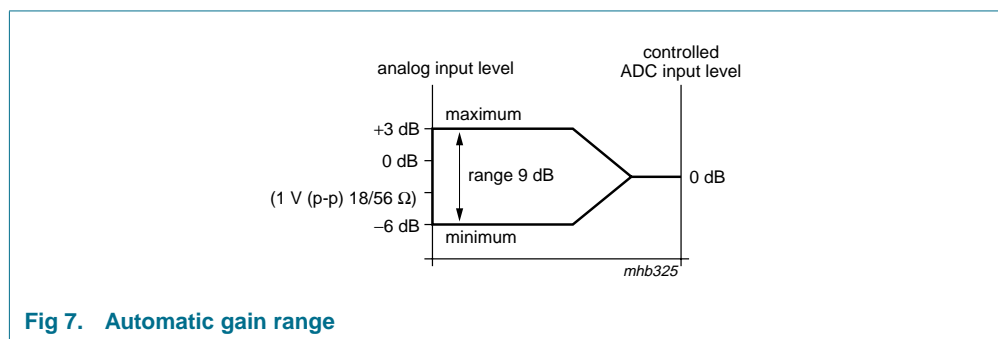 analog input level
controlled
ADC input level
maximum
+3 dB
0 dB
range 9 dB
0 dB
(1 V (p-p) 18/56 Ω)
−6 dB
minimum
mhb325
Fig 7. Automatic gain range